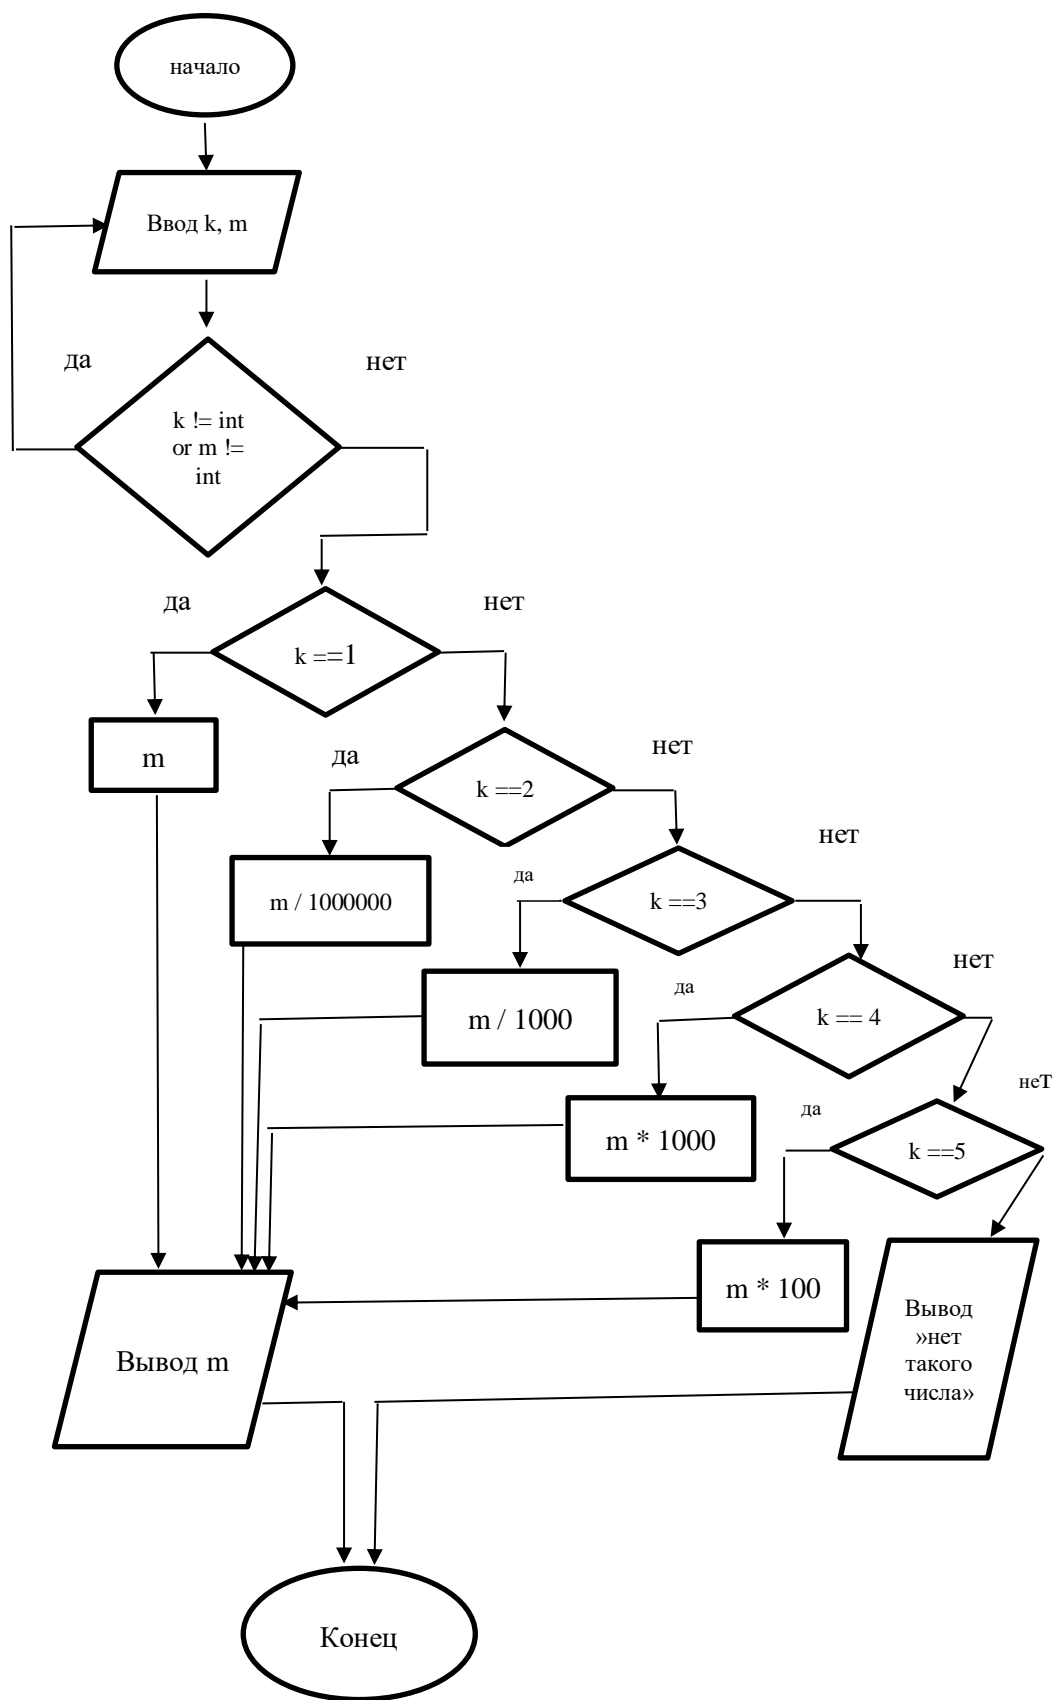 начало
Ввод k, m
да
нет
k != int
or m !=
int
да
нет
k ==1
m
да
нет
k ==2
m / 1000000
да
нет
k ==3
m / 1000
да
нет
k == 4
m * 1000
да
неТ
k ==5
m * 100
Вывод
»нет
такого
числа»
Вывод m
Конец